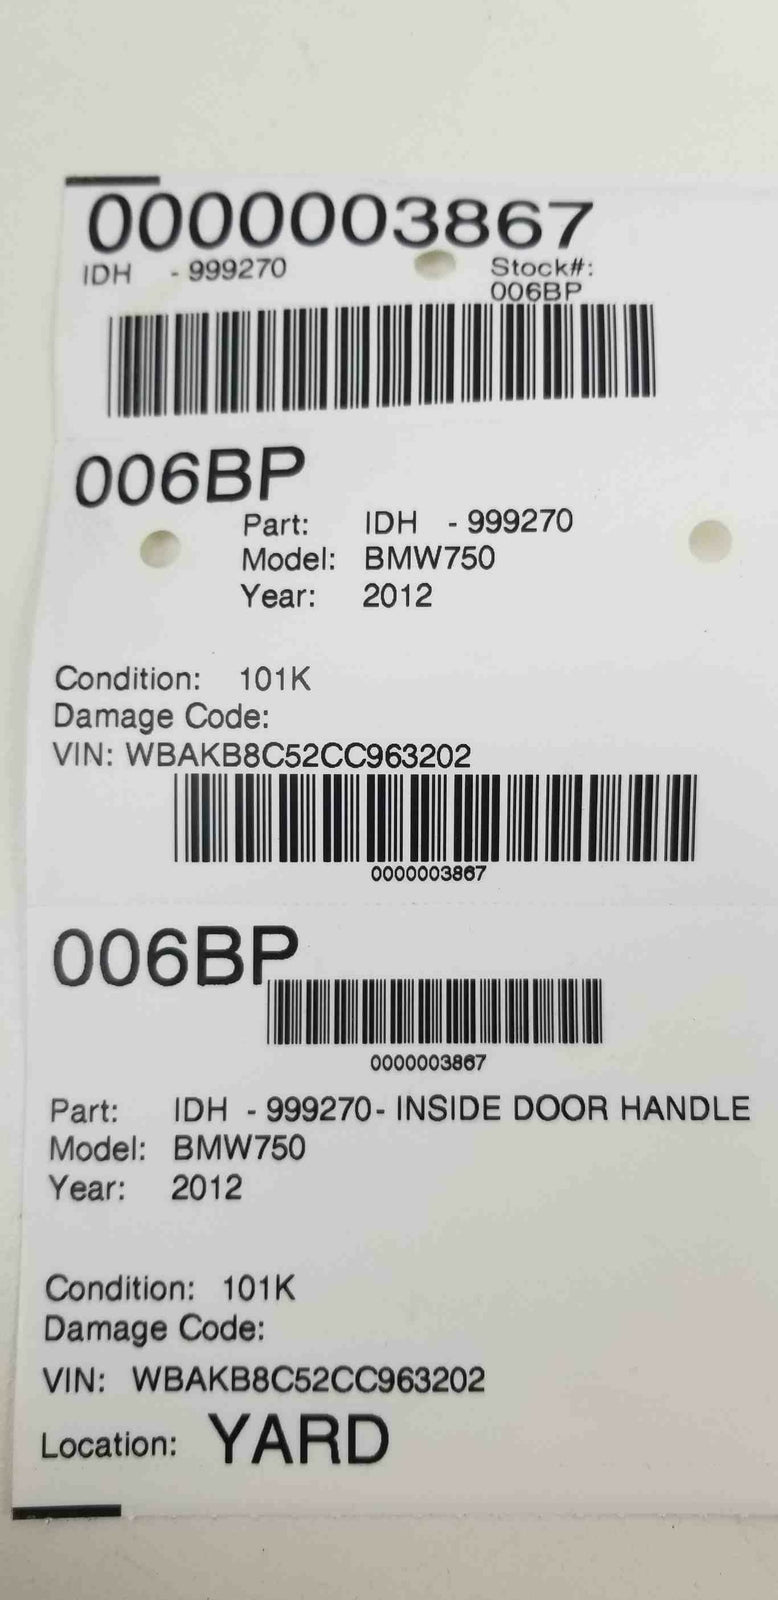 0000003867
IDH - 999270 Stock#:
006BP
006BP
Part: IDH - 999270
Model: BMW750
Year: 2012
Condition: 101K
Damage Code:
VIN: WBAKB8C52CC963202
0000003867
006BP
0000003867
Part: IDH - 999270- INSIDE DOOR HANDLE
Model: BMW750
Year: 2012
Condition: 101K
Damage Code:
VIN: WBAKB8C52CC963202
Location: YARD